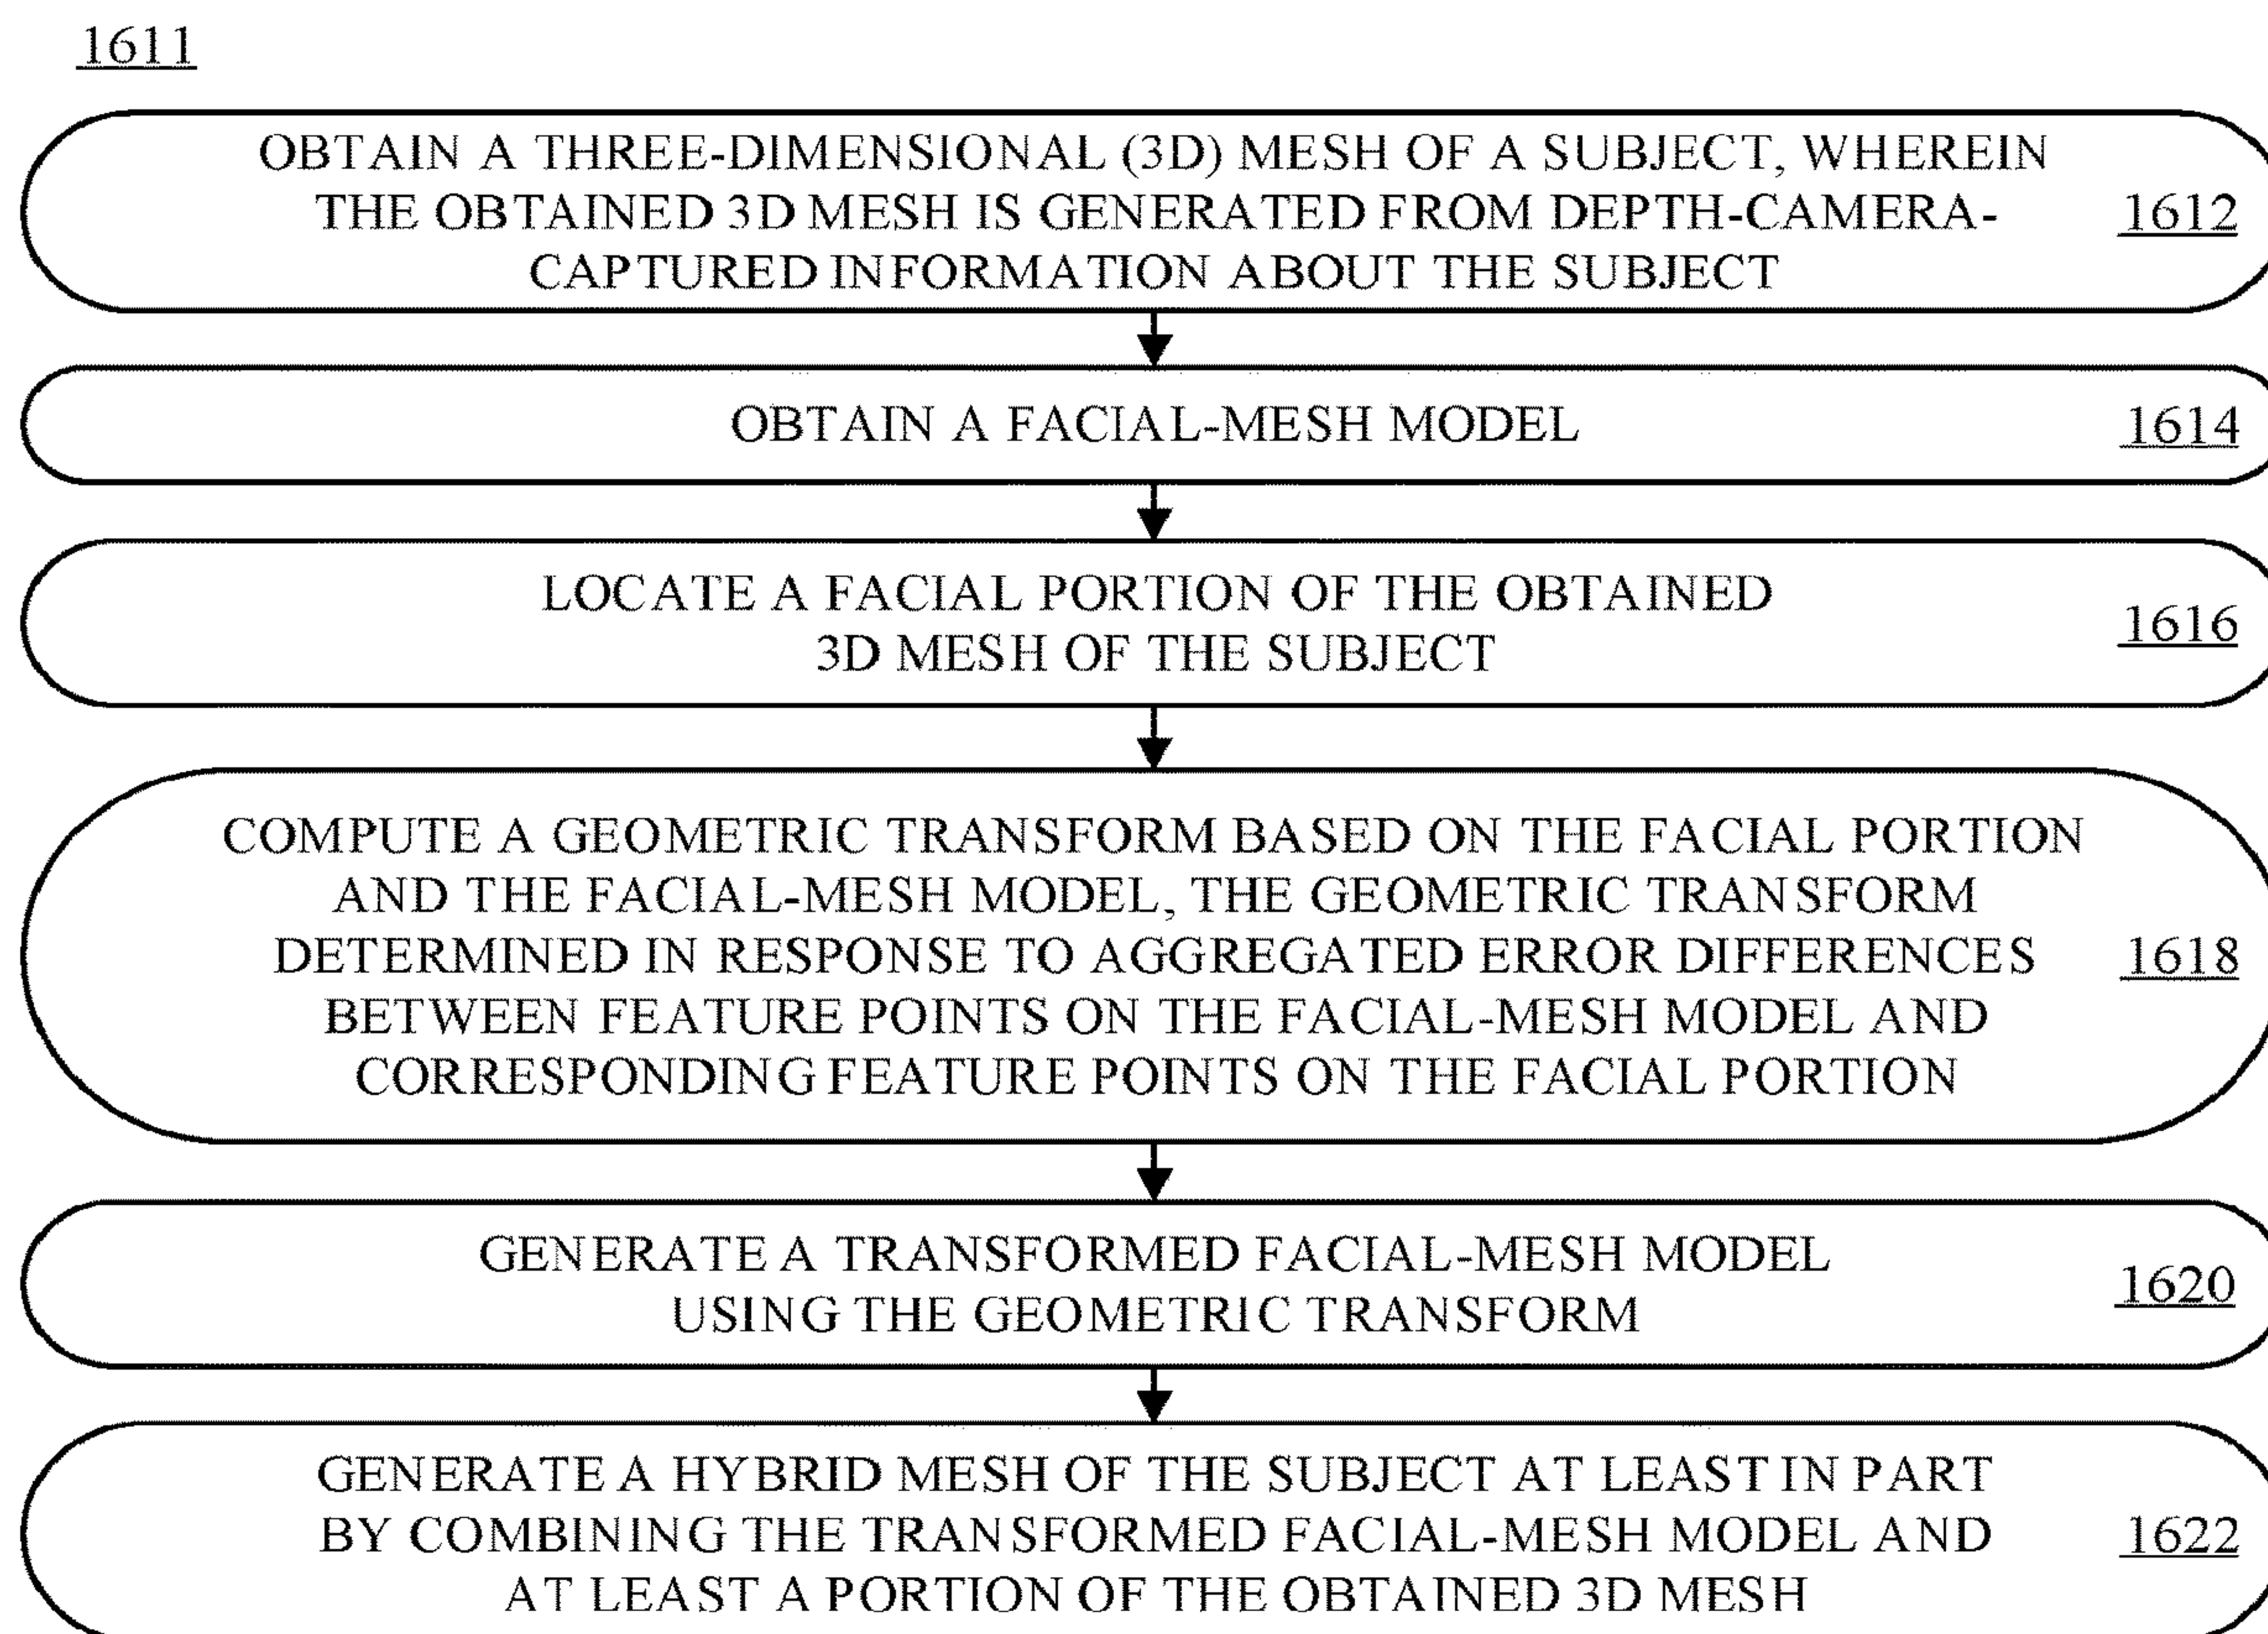 1611
OBTAIN A THREE-DIMENSIONAL (3D) MESH OF A SUBJECT, WHEREIN
THE OBTAINED 3D MESH IS GENERATED FROM DEPTH-CAMERA-
CAPTURED INFORMATION ABOUT THE SUBJECT
1612
OBTAIN A FACIAL-MESH MODEL
1614
LOCATE A FACIAL PORTION OF THE OBTAINED
3D MESH OF THE SUBJECT
1616
COMPUTE A GEOMETRIC TRANSFORM BASED ON THE FACIAL PORTION
AND THE FACIAL-MESH MODEL, THE GEOMETRIC TRANSFORM
DETERMINED IN RESPONSE TO AGGREGATED ERROR DIFFERENCES
BETWEEN FEATURE POINTS ON THE FACIAL-MESH MODEL AND
CORRESPONDING FEATURE POINTS ON THE FACIAL PORTION
1618
GENERATE A TRANSFORMED FACIAL-MESH MODEL
USING THE GEOMETRIC TRANSFORM
1620
GENERATE A HYBRID MESH OF THE SUBJECT AT LEAST IN PART
BY COMBINING THE TRANSFORMED FACIAL-MESH MODEL AND
AT LEAST A PORTION OF THE OBTAINED 3D MESH
1622